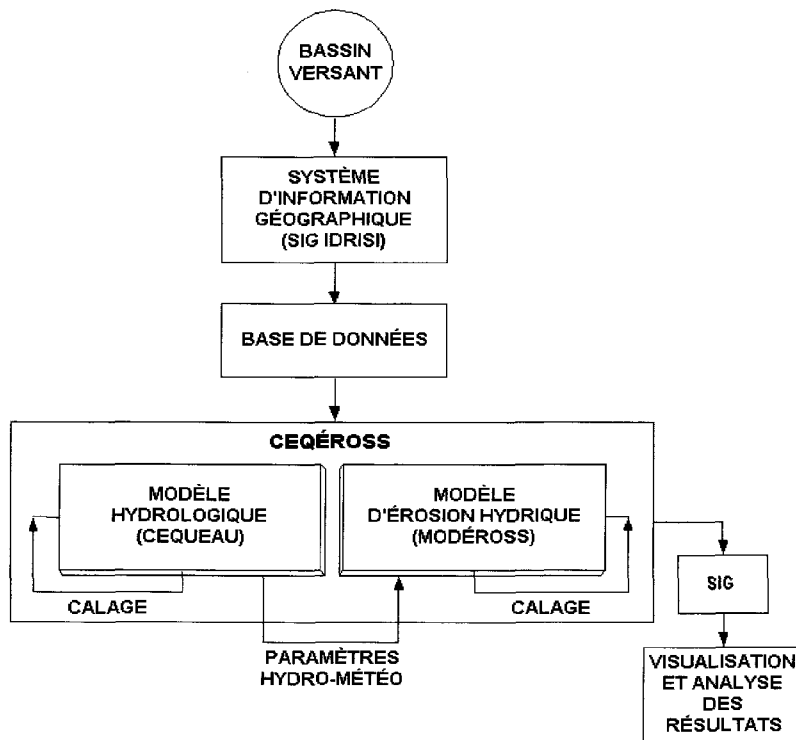 BASSIN
VERSANT
SYSTÈME
D'INFORMATION
GÉOGRAPHIQUE
(SIG IDRISI)
BASE DE DONNÉES
CEQÉROSS
MODÈLE
HYDROLOGIQUE
(CEQUEAU)
MODÈLE
D'ÉROSION HYDRIQUE
(MODÉROSS)
CALAGE
CALAGE
PARAMÈTRES
HYDRO-MÉTÉO
SIG
VISUALISATION
ET ANALYSE
DES
RÉSULTATS